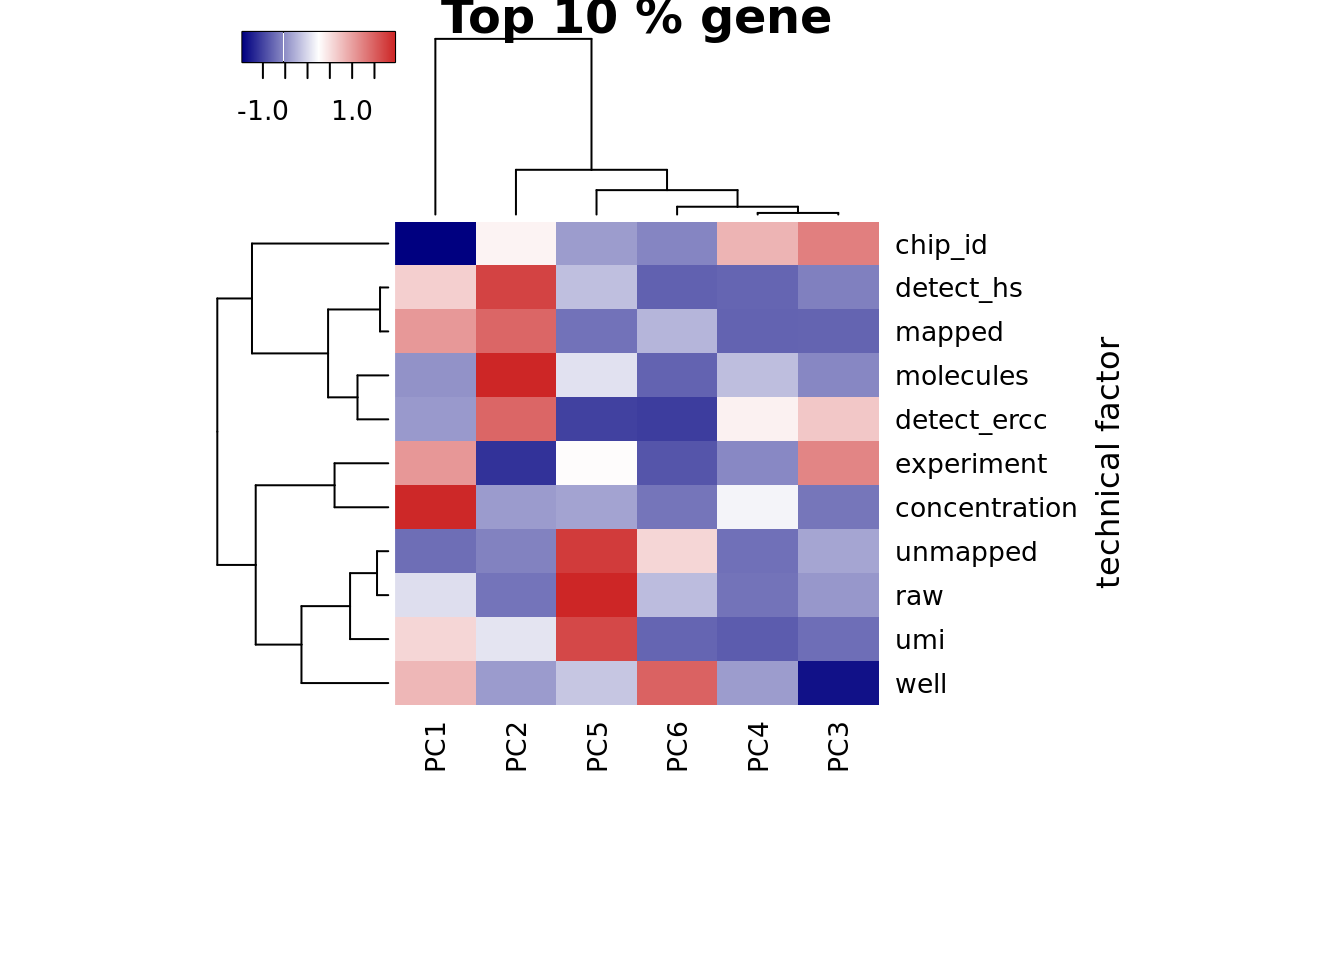 Top 10 % gene
-1.0 1.0
chip_id
detect_hs
mapped
molecules
detect_ercc
experiment
concentration
unmapped
raw
umi
well
technical factor
PC1 PC2 PC5 PC6 PC4 PC3